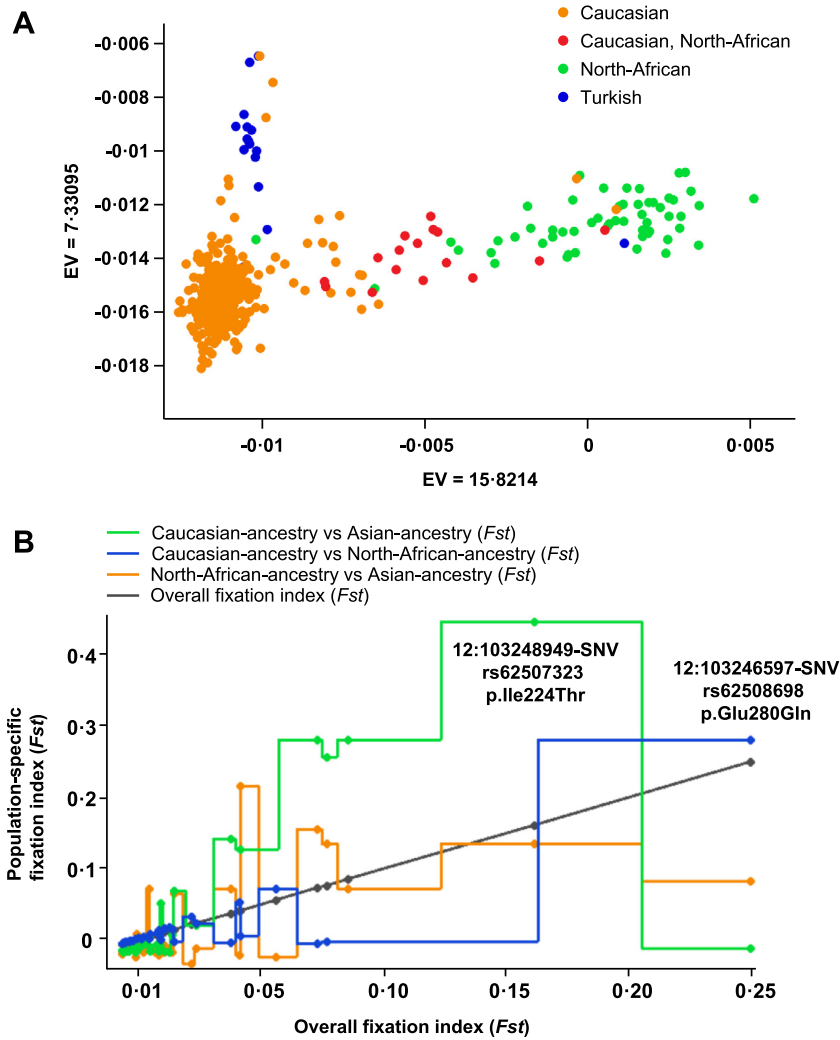 A
Caucasian
Caucasian, North-African
North-African
Turkish
-0·006
-0·008
-0·01
-0·012
-0·014
-0·016
-0·018
EV = 7·33095
-0·01
-0·005
0
0·005
EV = 15·8214
B
Caucasian-ancestry vs Asian-ancestry (Fst)
Caucasian-ancestry vs North-African-ancestry (Fst)
North-African-ancestry vs Asian-ancestry (Fst)
Overall fixation index (Fst)
12:103248949-SNV
rs62507323
p.Ile224Thr
12:103246597-SNV
rs62508698
p.Glu280Gln
0·4
0·3
0·2
0·1
0
Population-specific
fixation index (Fst)
0·01
0·05
0·10
0·15
0·20
0·25
Overall fixation index (Fst)